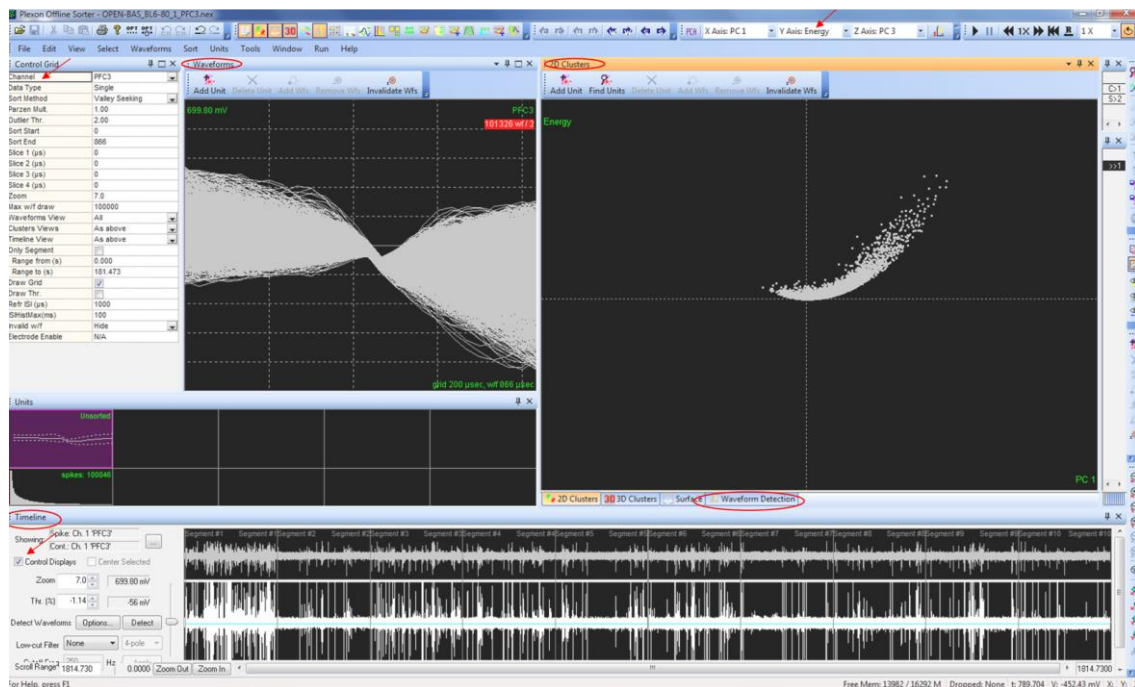 Plexon Offline Sorter - OPEN-BAS_BL6-80_1_PFC3.nex
3D
PCA X Axis: PC 1 Y Axis: Energy Z Axis: PC 3 1X 1 X
File Edit View Select Waveforms Sort Units Tools Window Run Help
Control Grid
Channel PFC3
Data Type Single
Sort Method Valley Seeking
Parzen Mult. 1.00
Outlier Thr. 2.00
Sort Start 0
Sort End 866
Slice 1 (µs) 0
Slice 2 (µs) 0
Slice 3 (µs) 0
Slice 4 (µs) 0
Zoom 7.0
Max w/f draw 100000
Waveforms View All
Clusters Views As above
Timeline View As above
Only Segment
Range from (s) 0.000
Range to (s) 181.473
Draw Grid
Draw Thr.
Refr ISI (µs) 1000
ISIHistMax(ms) 100
Invalid w/f Hide
Electrode Enable N/A
Waveforms
Add Unit Delete Unit Add Wfs Remove Wfs Invalidate Wfs
699.80 mV PFC3
grid 200 µsec, w/f 866 µsec
2D Clusters
Add Unit Find Units Delete Unit Add Wfs Remove Wfs Invalidate Wfs
Energy
PC 1
2D Clusters 3D 3D Clusters Surface Waveform Detection
>>1
Units
Unsorted
Timeline
Showing: Spike: Ch. 1 'PFC3'
Cont.: Ch. 1 'PFC3'
...
Control Displays Center Selected
Zoom 7.0 699.80 mV
Thr. (%) -1.14 -56 mV
Detect Waveforms Options... Detect
Low-cut Filter None 4-pole
Scroll Range 1814.730 Hz 0.0000 Zoom Out Zoom In 1814.7300
Segment #1 Segment #2 Segment #3 Segment #4 Segment #5 Segment #6 Segment #7 Segment #8 Segment #9 Segment #10
For Help, press F1
Free Mem: 13982 / 16292 M Dropped: None t: 789.704 V: -452.43 mV X: Y: